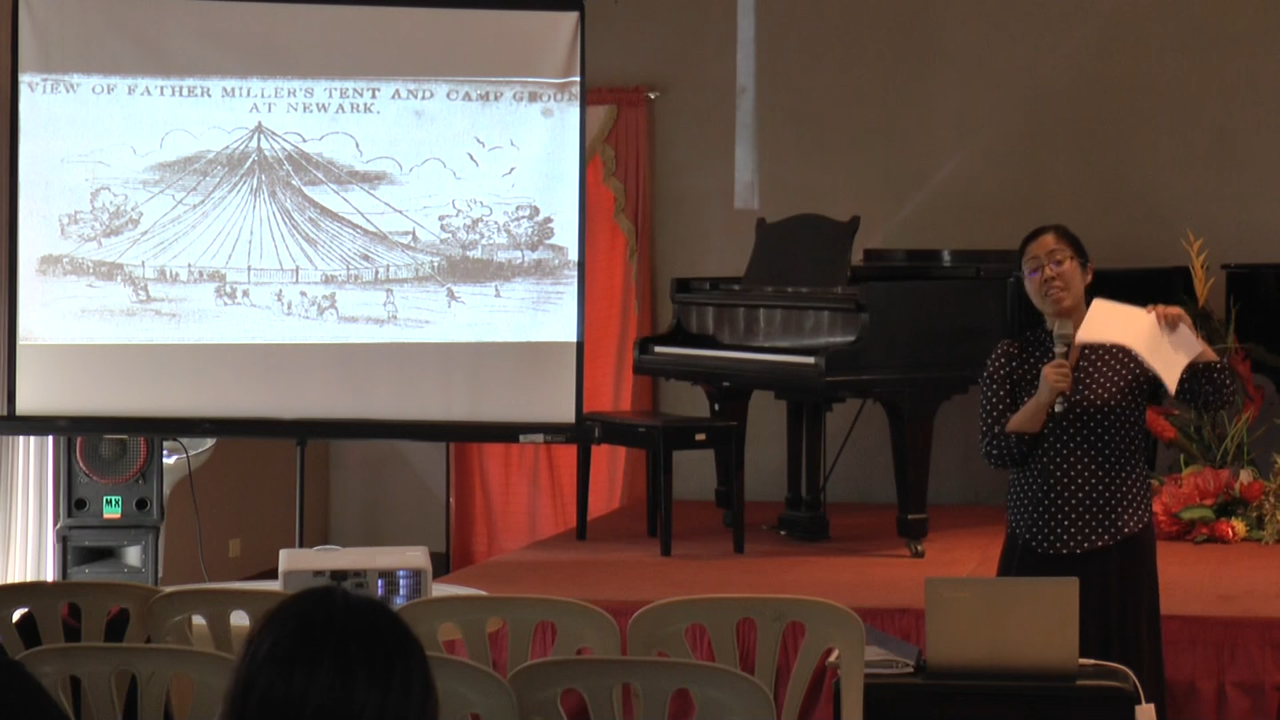 VIEW OF FATHER MILLER'S TENT AND CAMP GROUN
AT NEWARK.
MX